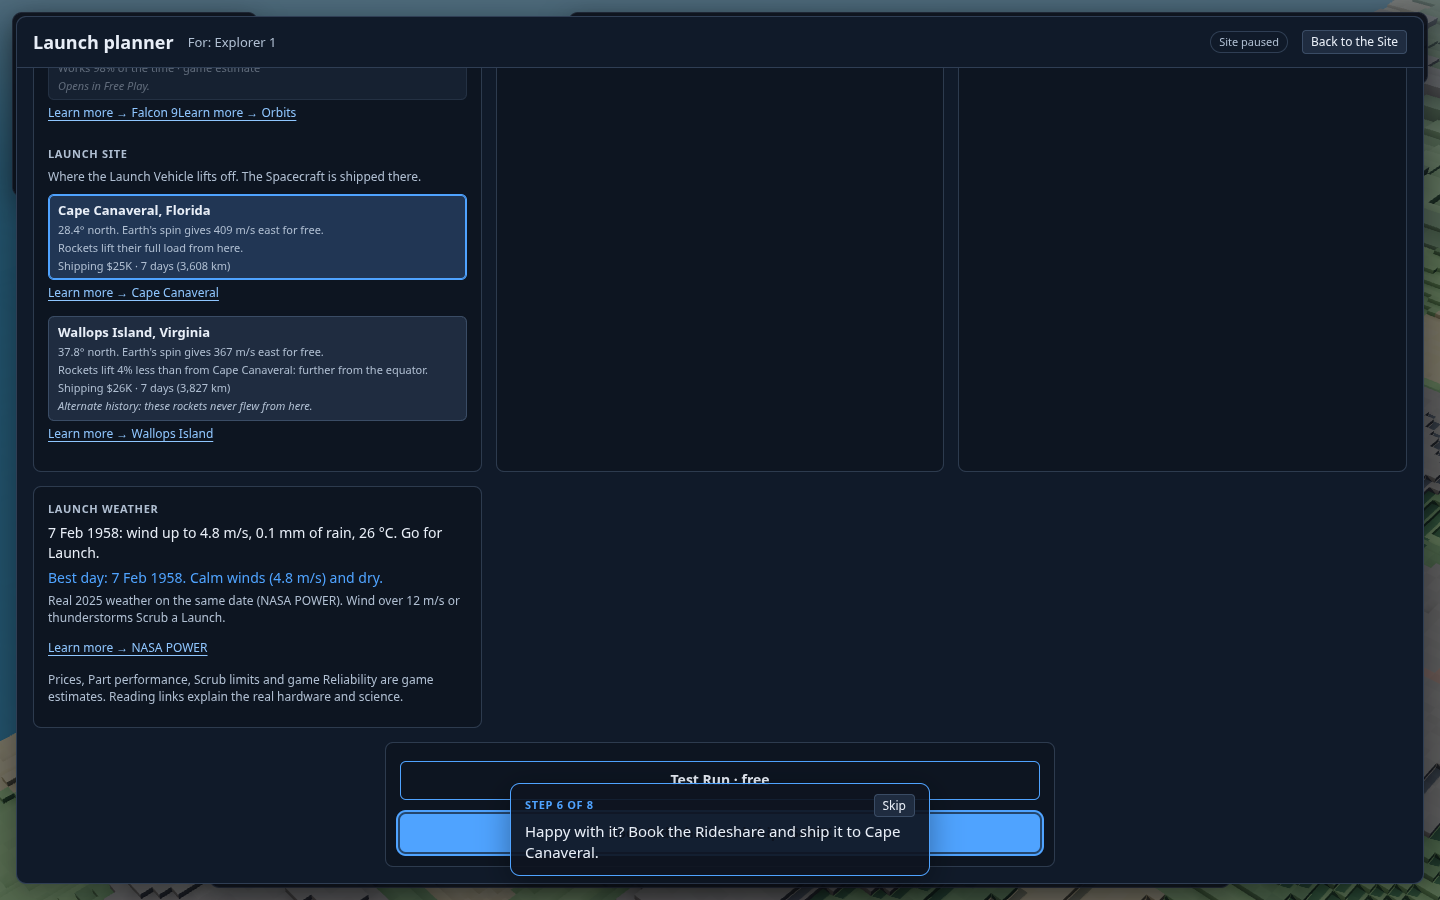 Launch planner
For: Explorer 1
Site paused
Back to the Site
Works 98% of the time · game estimate
Opens in Free Play.
Learn more → Falcon 9Learn more → Orbits
LAUNCH SITE
Where the Launch Vehicle lifts off. The Spacecraft is shipped there.
Cape Canaveral, Florida
28.4° north. Earth's spin gives 409 m/s east for free.
Rockets lift their full load from here.
Shipping $25K · 7 days (3,608 km)
Learn more → Cape Canaveral
Wallops Island, Virginia
37.8° north. Earth's spin gives 367 m/s east for free.
Rockets lift 4% less than from Cape Canaveral: further from the equator.
Shipping $26K · 7 days (3,827 km)
Alternate history: these rockets never flew from here.
Learn more → Wallops Island
LAUNCH WEATHER
7 Feb 1958: wind up to 4.8 m/s, 0.1 mm of rain, 26 °C. Go for
Launch.
Best day: 7 Feb 1958. Calm winds (4.8 m/s) and dry.
Real 2025 weather on the same date (NASA POWER). Wind over 12 m/s or
thunderstorms Scrub a Launch.
Learn more → NASA POWER
Prices, Part performance, Scrub limits and game Reliability are game
estimates. Reading links explain the real hardware and science.
Test Run · free
STEP 6 OF 8
Skip
Happy with it? Book the Rideshare and ship it to Cape
Canaveral.